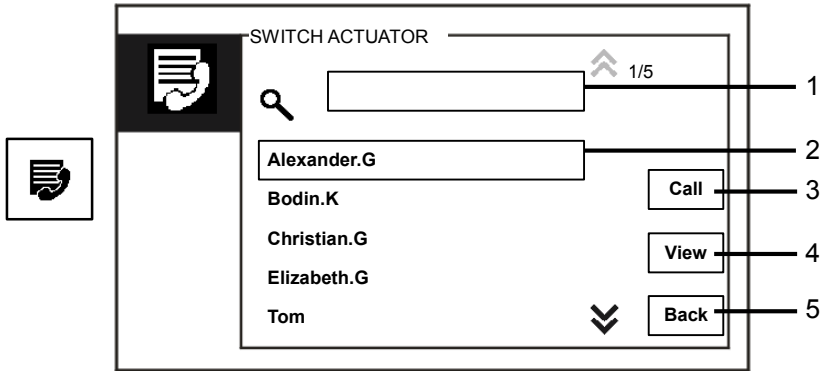 SWITCH ACTUATOR
1/5
1
Alexander.G
2
Bodin.K
Call
3
Christian.G
View
4
Elizabeth.G
Tom
Back
5